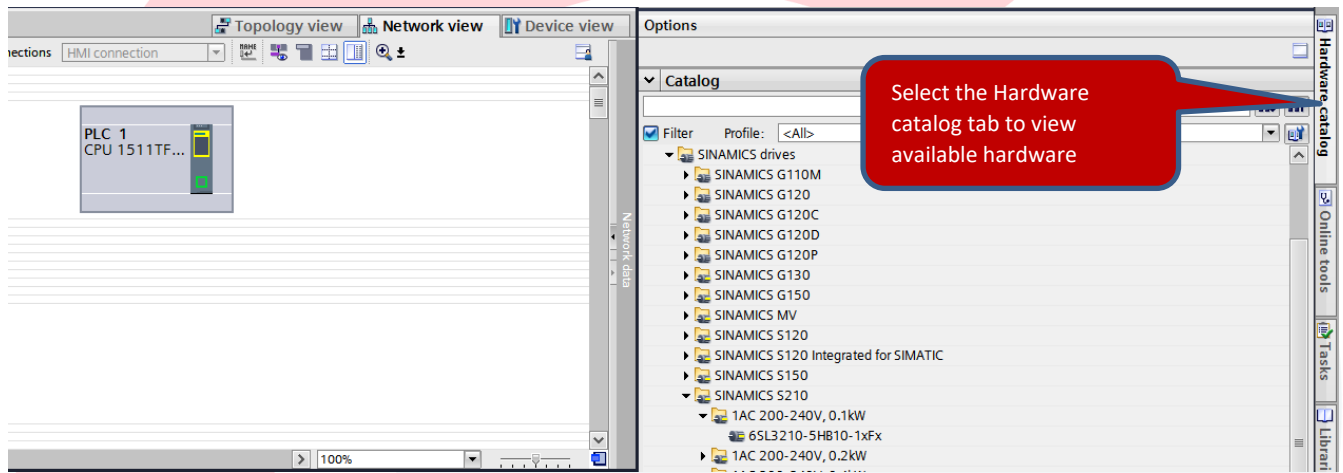 Topology view Network view Device view Options
nections HMI connection
Catalog
Select the Hardware
catalog tab to view
available hardware
Filter Profile: <All>
PLC 1
CPU 1511TF...
SINAMICS drives
SINAMICS G110M
SINAMICS G120
SINAMICS G120C
SINAMICS G120D
SINAMICS G120P
SINAMICS G130
SINAMICS G150
SINAMICS MV
SINAMICS S120
SINAMICS S120 Integrated for SIMATIC
SINAMICS S150
SINAMICS S210
1AC 200-240V, 0.1kW
6SL3210-5HB10-1xFx
1AC 200-240V, 0.2kW
100%
Network data
Hardware catalog
Online tools
Tasks
Librari